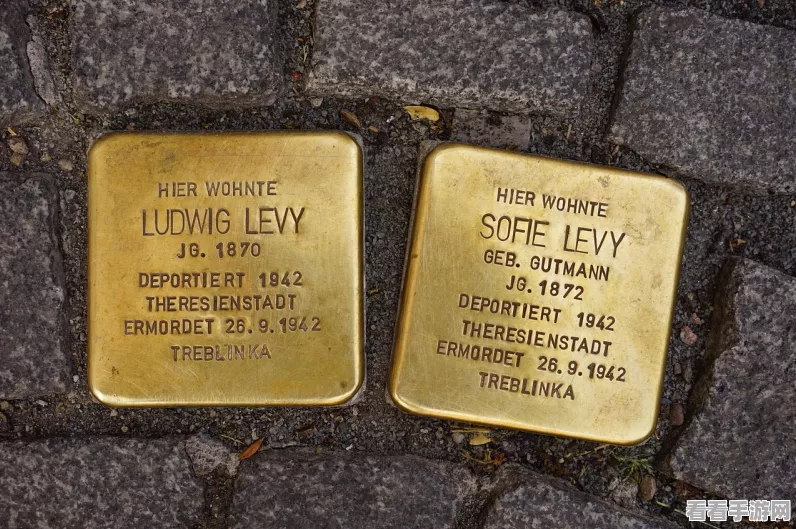 HIER WOHNTE
LUDWIG LEVY
JG. 1870
DEPORTIERT 1942
THERESIENSTADT
ERMORDET 26.9.1942
TREBLINKA
HIER WOHNTE
SOFIE LEVY
GEB. GUTMANN
JG. 1872
DEPORTIERT 1942
THERESIENSTADT
ERMORDET 26.9.1942
TREBLINKA
看看手游网